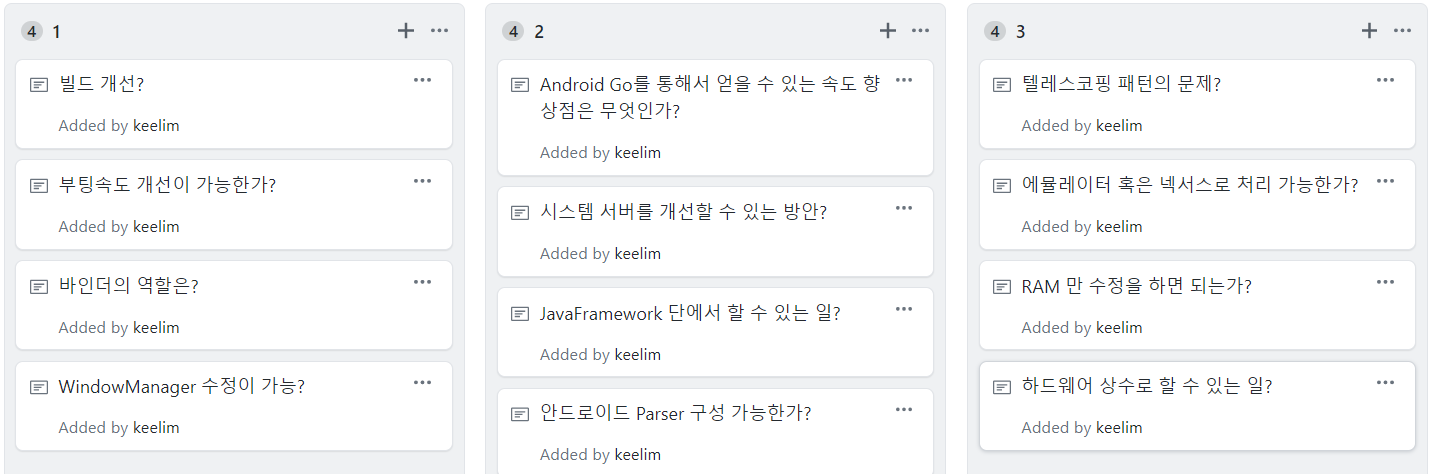 4 1
빌드 개선?
Added by keelim
부팅속도 개선이 가능한가?
Added by keelim
바인더의 역할은?
Added by keelim
WindowManager 수정이 가능?
Added by keelim
4 2
Android Go를 통해서 얻을 수 있는 속도 향
상점은 무엇인가?
Added by keelim
시스템 서버를 개선할 수 있는 방안?
Added by keelim
JavaFramework 단에서 할 수 있는 일?
Added by keelim
안드로이드 Parser 구성 가능한가?
Added by keelim
4 3
텔레스코핑 패턴의 문제?
Added by keelim
에뮬레이터 혹은 넥서스로 처리 가능한가?
Added by keelim
RAM 만 수정을 하면 되는가?
Added by keelim
하드웨어 상수로 할 수 있는 일?
Added by keelim